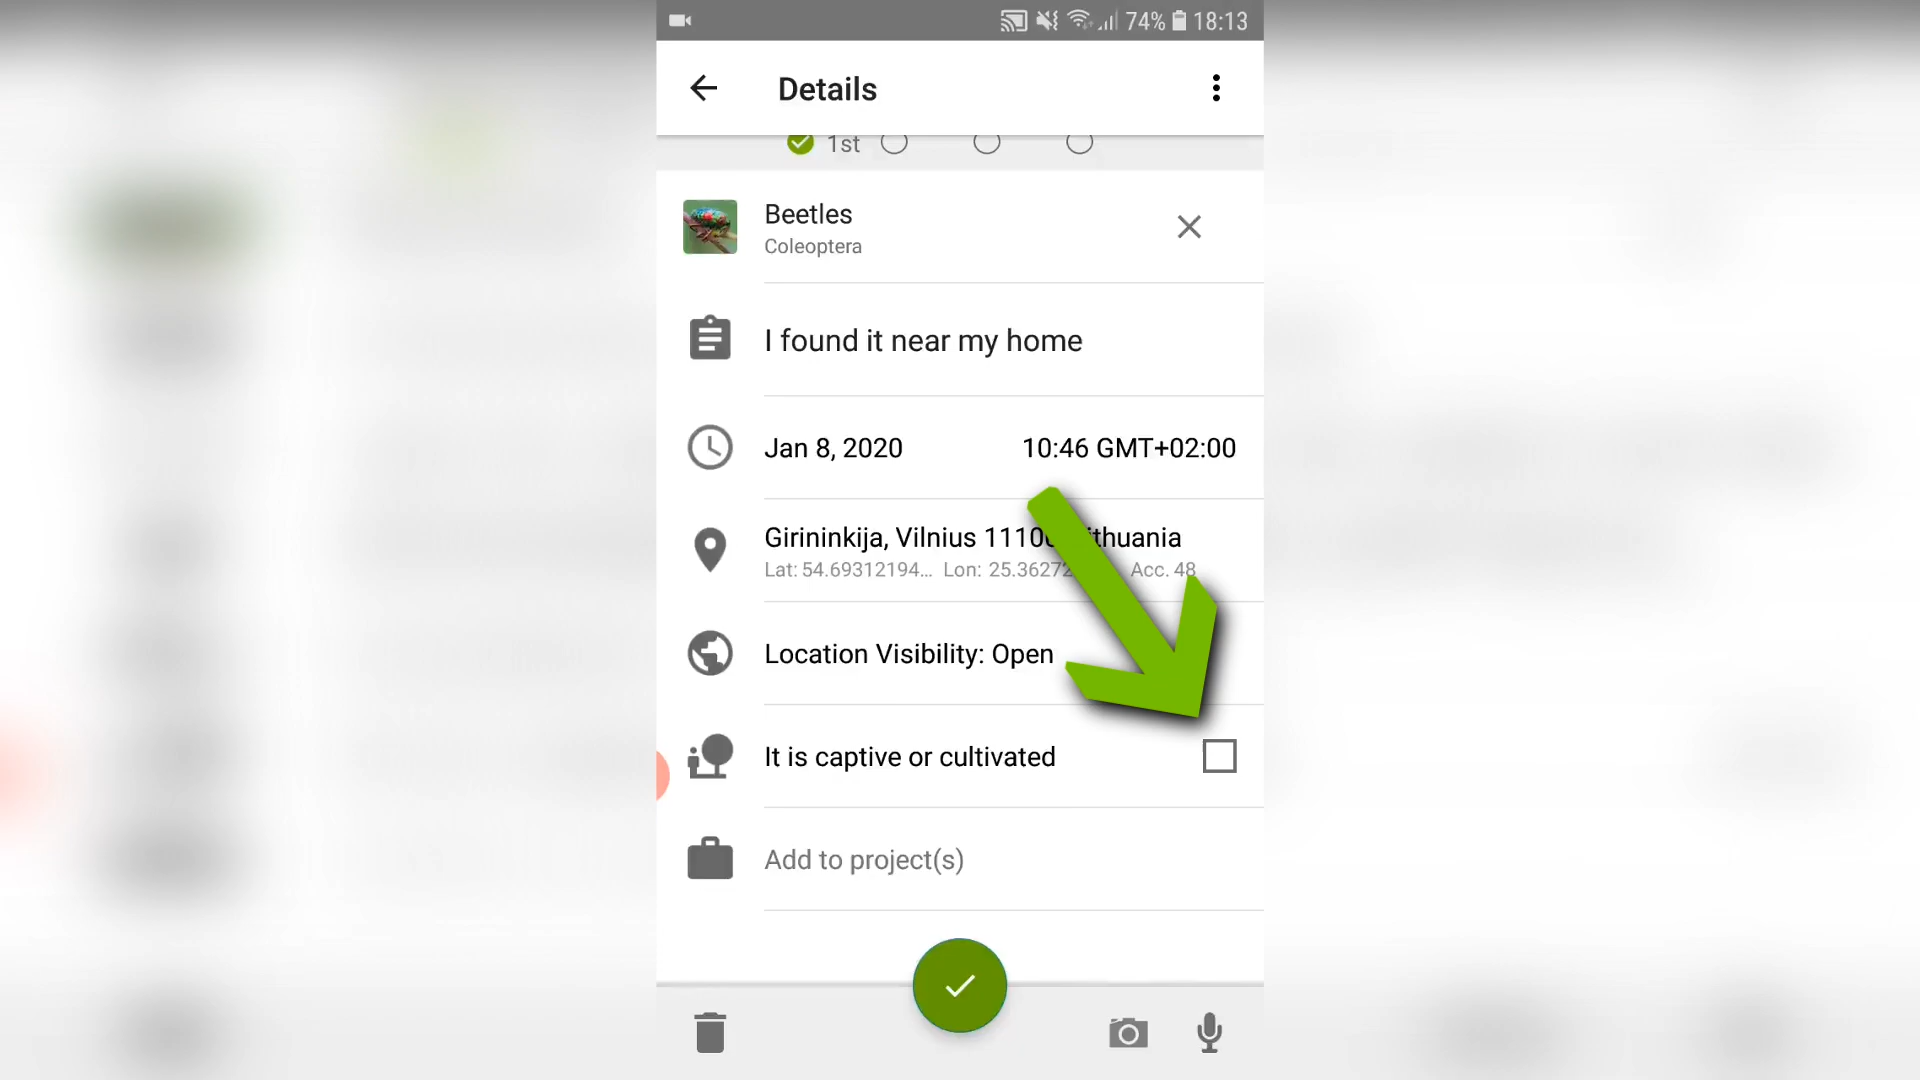 74% 18:13
Details
1st
Beetles
Coleoptera
I found it near my home
Jan 8, 2020 10:46 GMT+02:00
Girininkija, Vilnius
Lat: 54.69312194... Lon: 25.36272 Acc. 48
Location Visibility: Open
It is captive or cultivated
Add to project(s)